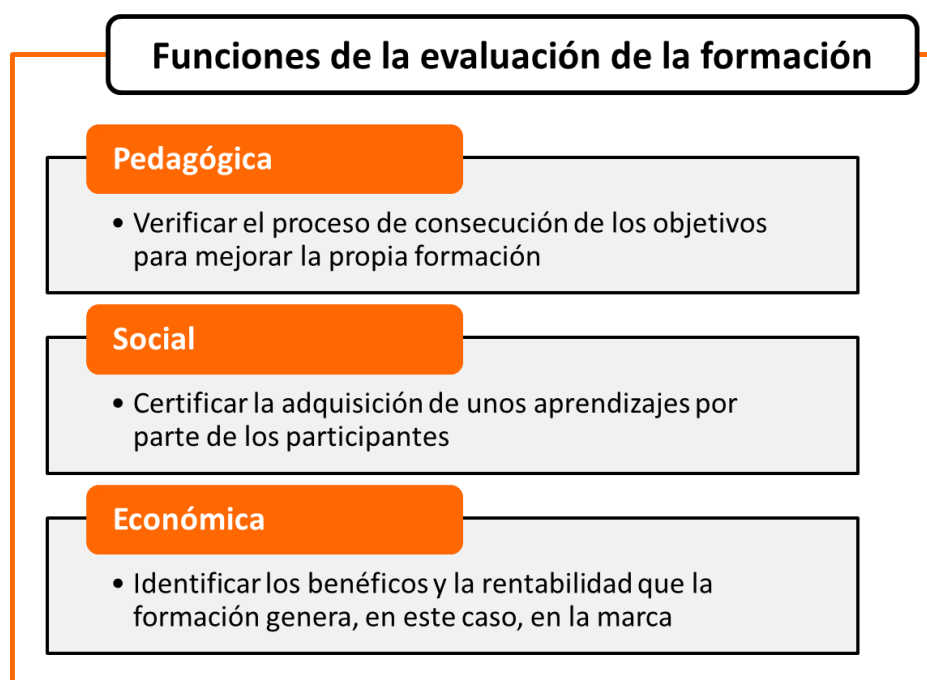 Funciones de la evaluación de la formación
Pedagógica
• Verificar el proceso de consecución de los objetivos
para mejorar la propia formación
Social
• Certificar la adquisición de unos aprendizajes por
parte de los participantes
Económica
• Identificar los benéficos y la rentabilidad que la
formación genera, en este caso, en la marca